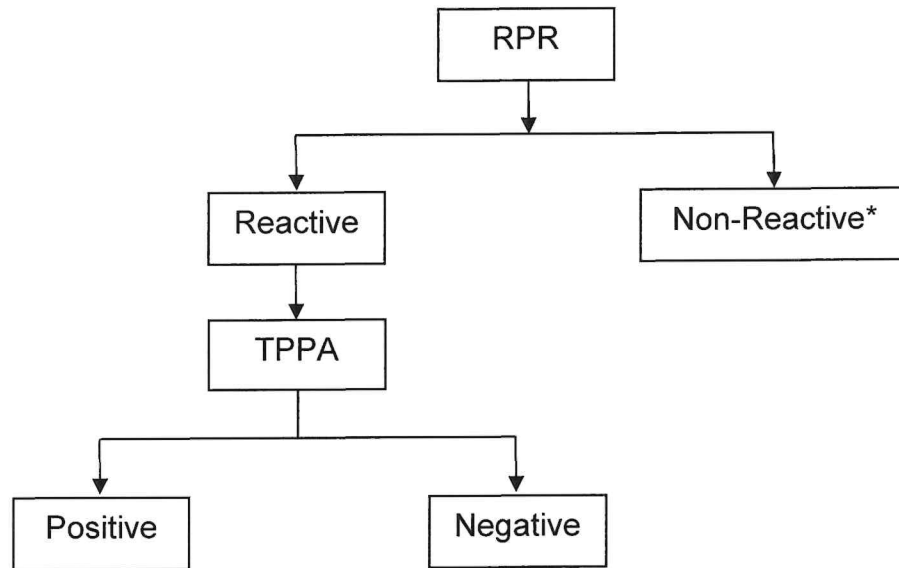 RPR
Reactive
Non-Reactive*
TPPA
Positive
Negative